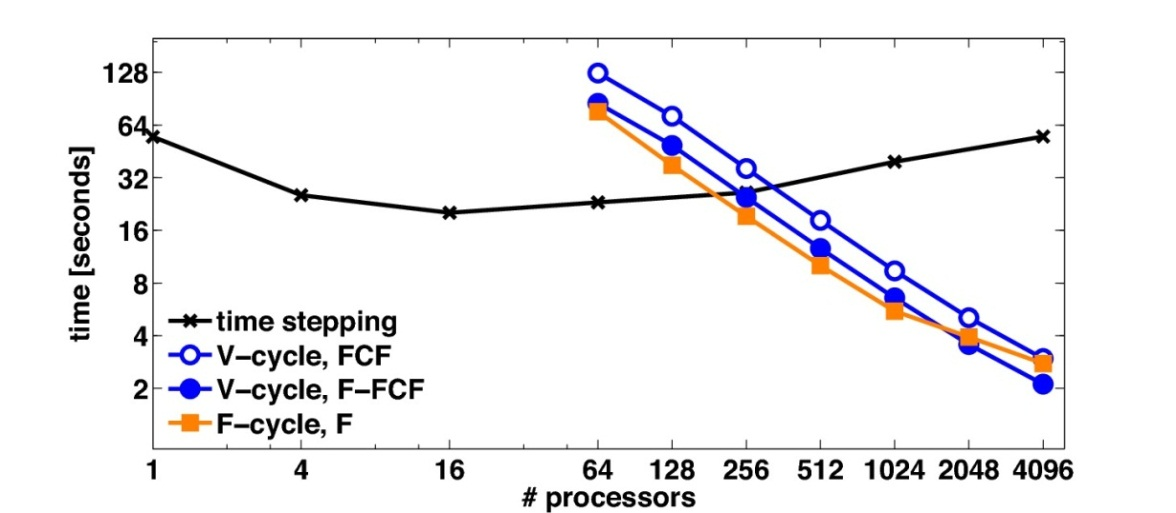 128
64
32
16
8
4
2
time [seconds]
time stepping
V−cycle, FCF
V−cycle, F−FCF
F−cycle, F
1 4 16 64 128 256 512 1024 2048 4096
# processors